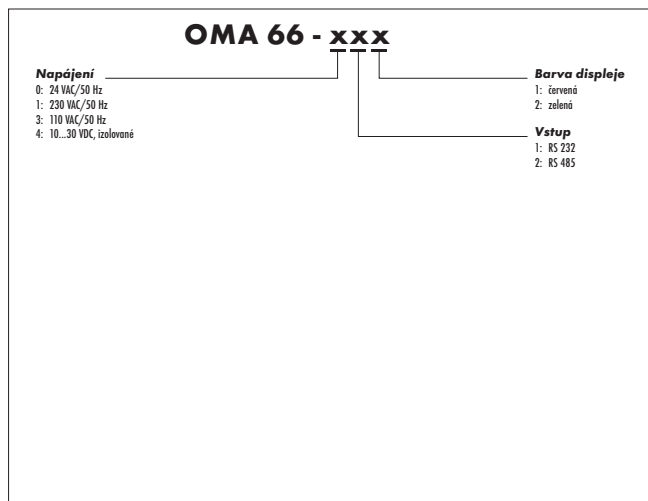 OMA 66 - xxx
Napájení
0: 24 VAC/50 Hz
1: 230 VAC/50 Hz
3: 110 VAC/50 Hz
4: 10...30 VDC, izolované
Barva displeje
1: červená
2: zelená
Vstup
1: RS 232
2: RS 485